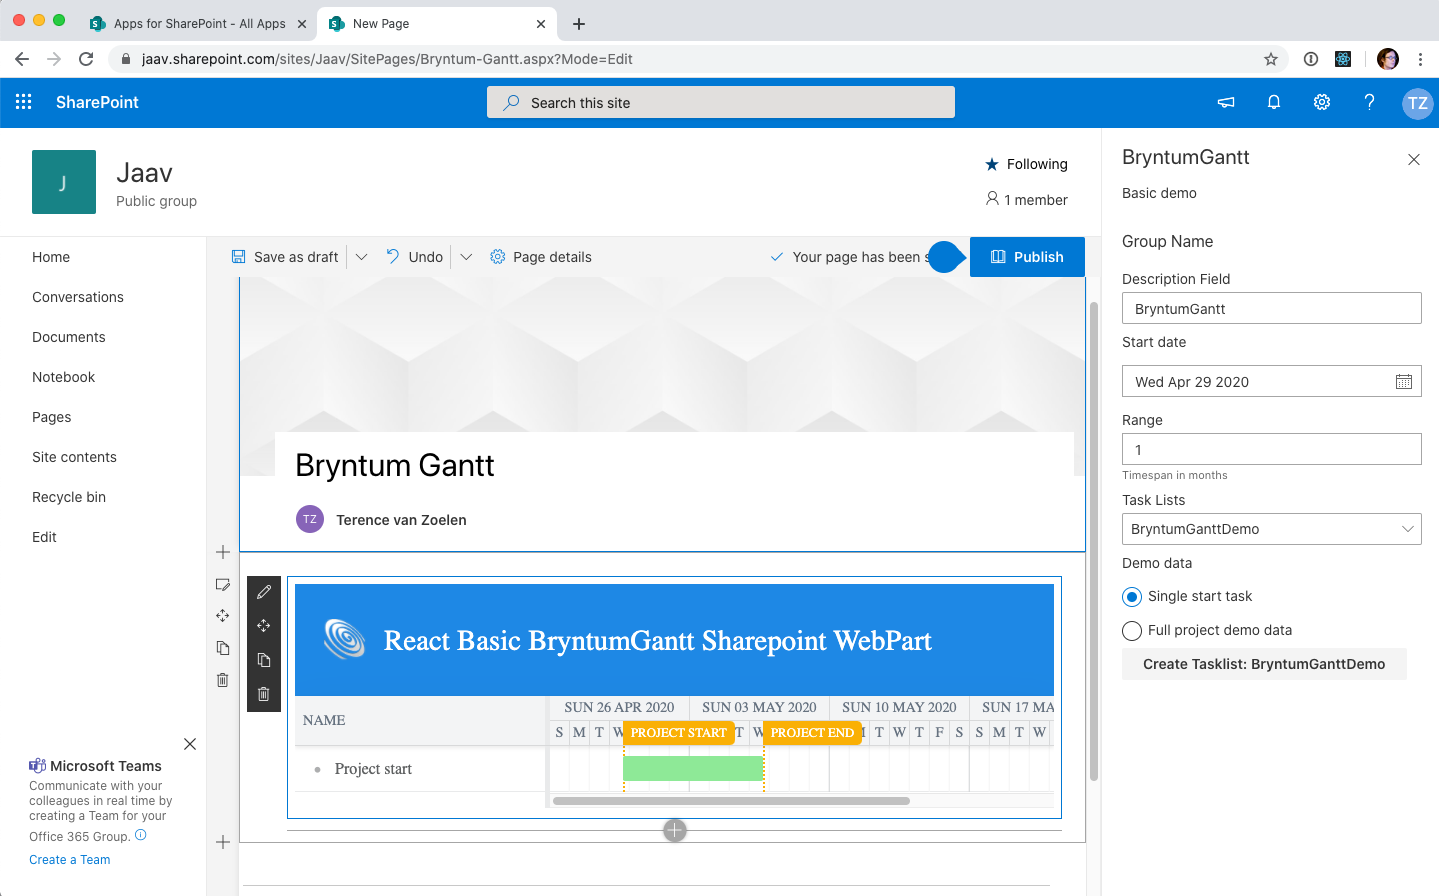 Apps for SharePoint - All Apps
New Page
jaav.sharepoint.com/sites/Jaav/SitePages/Bryntum-Gantt.aspx?Mode=Edit
SharePoint
Search this site
TZ
J
Jaav
Public group
Following
1 member
Home
Conversations
Documents
Notebook
Pages
Site contents
Recycle bin
Edit
Microsoft Teams
Communicate with your
colleagues in real time by
creating a Team for your
Office 365 Group.
Create a Team
Save as draft
Undo
Page details
Your page has been s
Publish
Bryntum Gantt
TZ
Terence van Zoelen
React Basic BryntumGantt Sharepoint WebPart
NAME
SUN 26 APR 2020 SUN 03 MAY 2020 SUN 10 MAY 2020 SUN 17 MA
S M T W PROJECT START T W PROJECT END T W T F S S M T W
Project start
BryntumGantt
Basic demo
Group Name
Description Field
BryntumGantt
Start date
Wed Apr 29 2020
Range
1
Timespan in months
Task Lists
BryntumGanttDemo
Demo data
Single start task
Full project demo data
Create Tasklist: BryntumGanttDemo